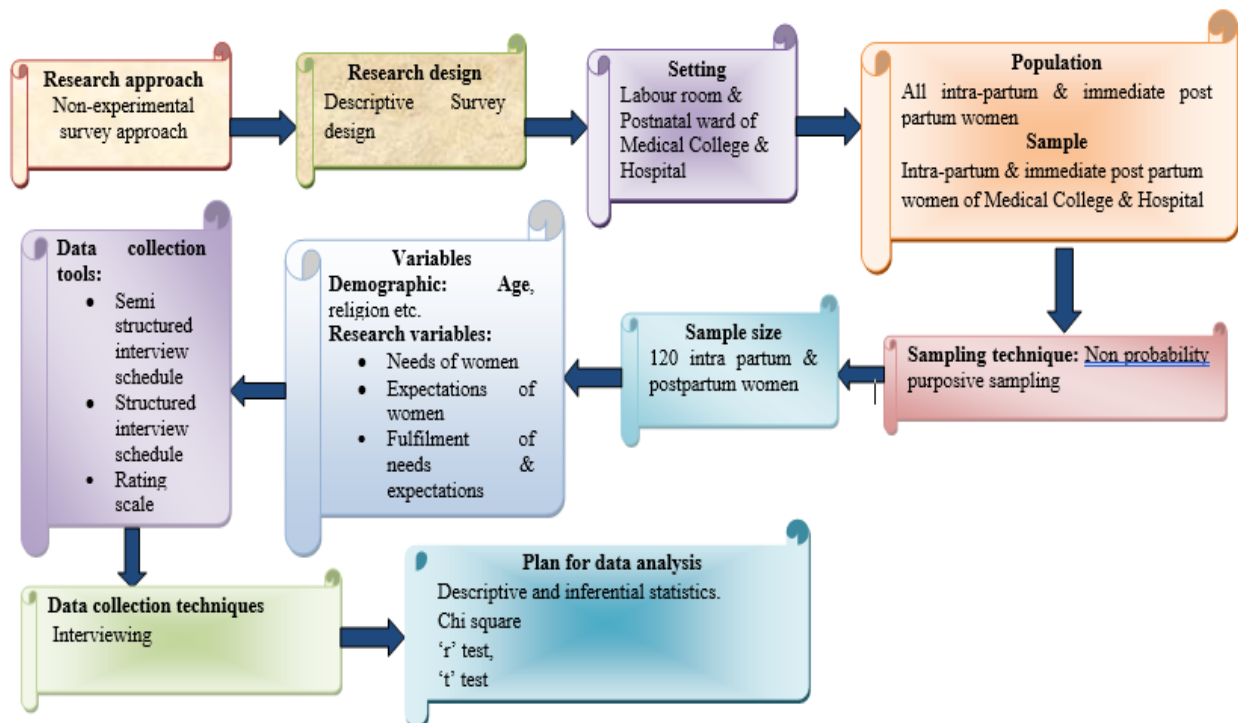 Research approach
Non-experimental
survey approach
Research design
Descriptive Survey
design
Setting
Labour room &
Postnatal ward of
Medical College &
Hospital
Population
All intra-partum & immediate post
partum women
Sample
Intra-partum & immediate post partum
women of Medical College & Hospital
Sampling technique: Non probability
purposive sampling
Sample size
120 intra partum &
postpartum women
Variables
Demographic: Age,
religion etc.
Research variables:
• Needs of women
• Expectations of
women
• Fulfilment of
needs &
expectations
Data collection
tools:
• Semi
structured
interview
schedule
• Structured
interview
schedule
• Rating
scale
Data collection techniques
Interviewing
Plan for data analysis
Descriptive and inferential statistics.
Chi square
‘r’ test,
‘t’ test